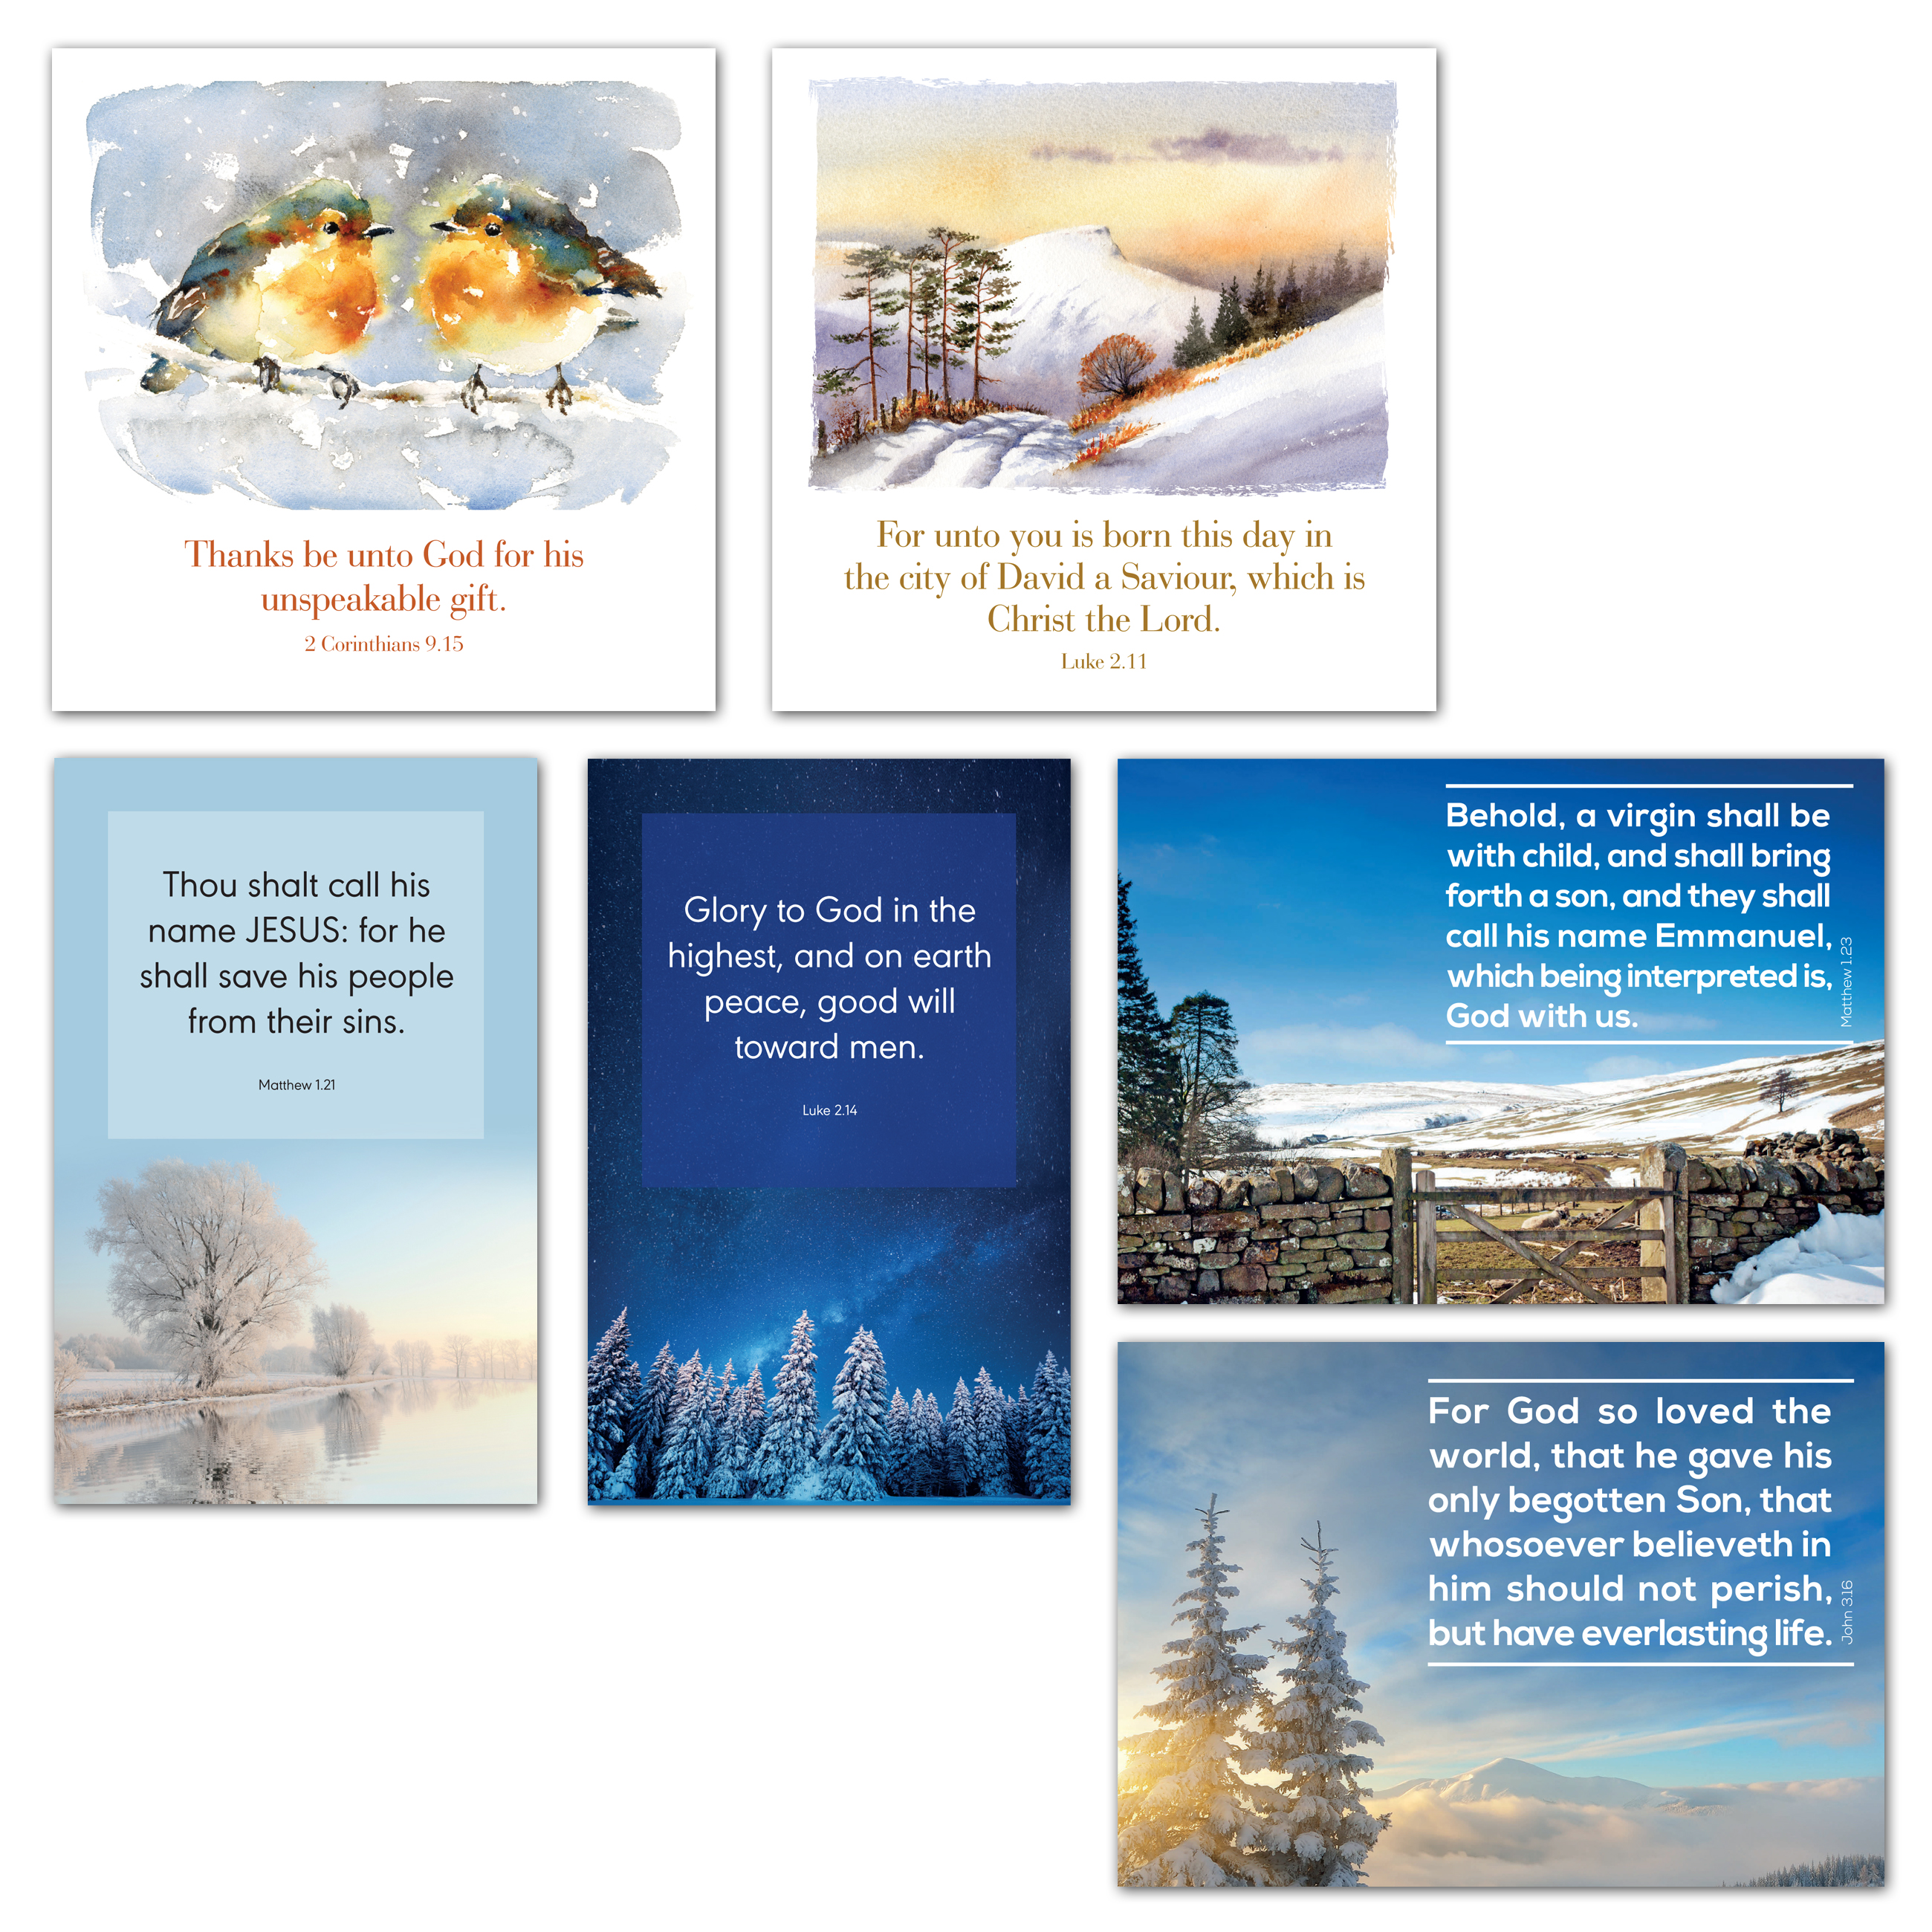 Thanks be unto God for his
unspeakable gift.
2 Corinthians 9.15
For unto you is born this day in
the city of David a Saviour, which is
Christ the Lord.
Luke 2.11
Thou shalt call his
name JESUS: for he
shall save his people
from their sins.
Matthew 1.21
Glory to God in the
highest, and on earth
peace, good will
toward men.
Luke 2.14
Behold, a virgin shall be
with child, and shall bring
forth a son, and they shall
call his name Emmanuel,
which being interpreted is,
God with us.
Matthew 1.23
For God so loved the
world, that he gave his
only begotten Son, that
whosoever believeth in
him should not perish,
but have everlasting life.
John 3.16